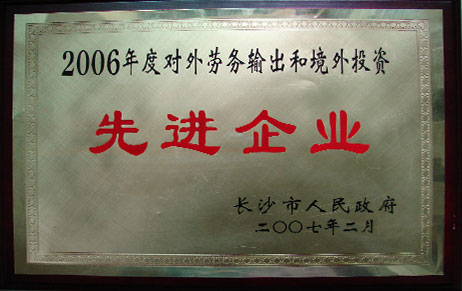 2006年度对外劳务输出和境外投资
先进企业
长沙市人民政府
二〇〇七年二月